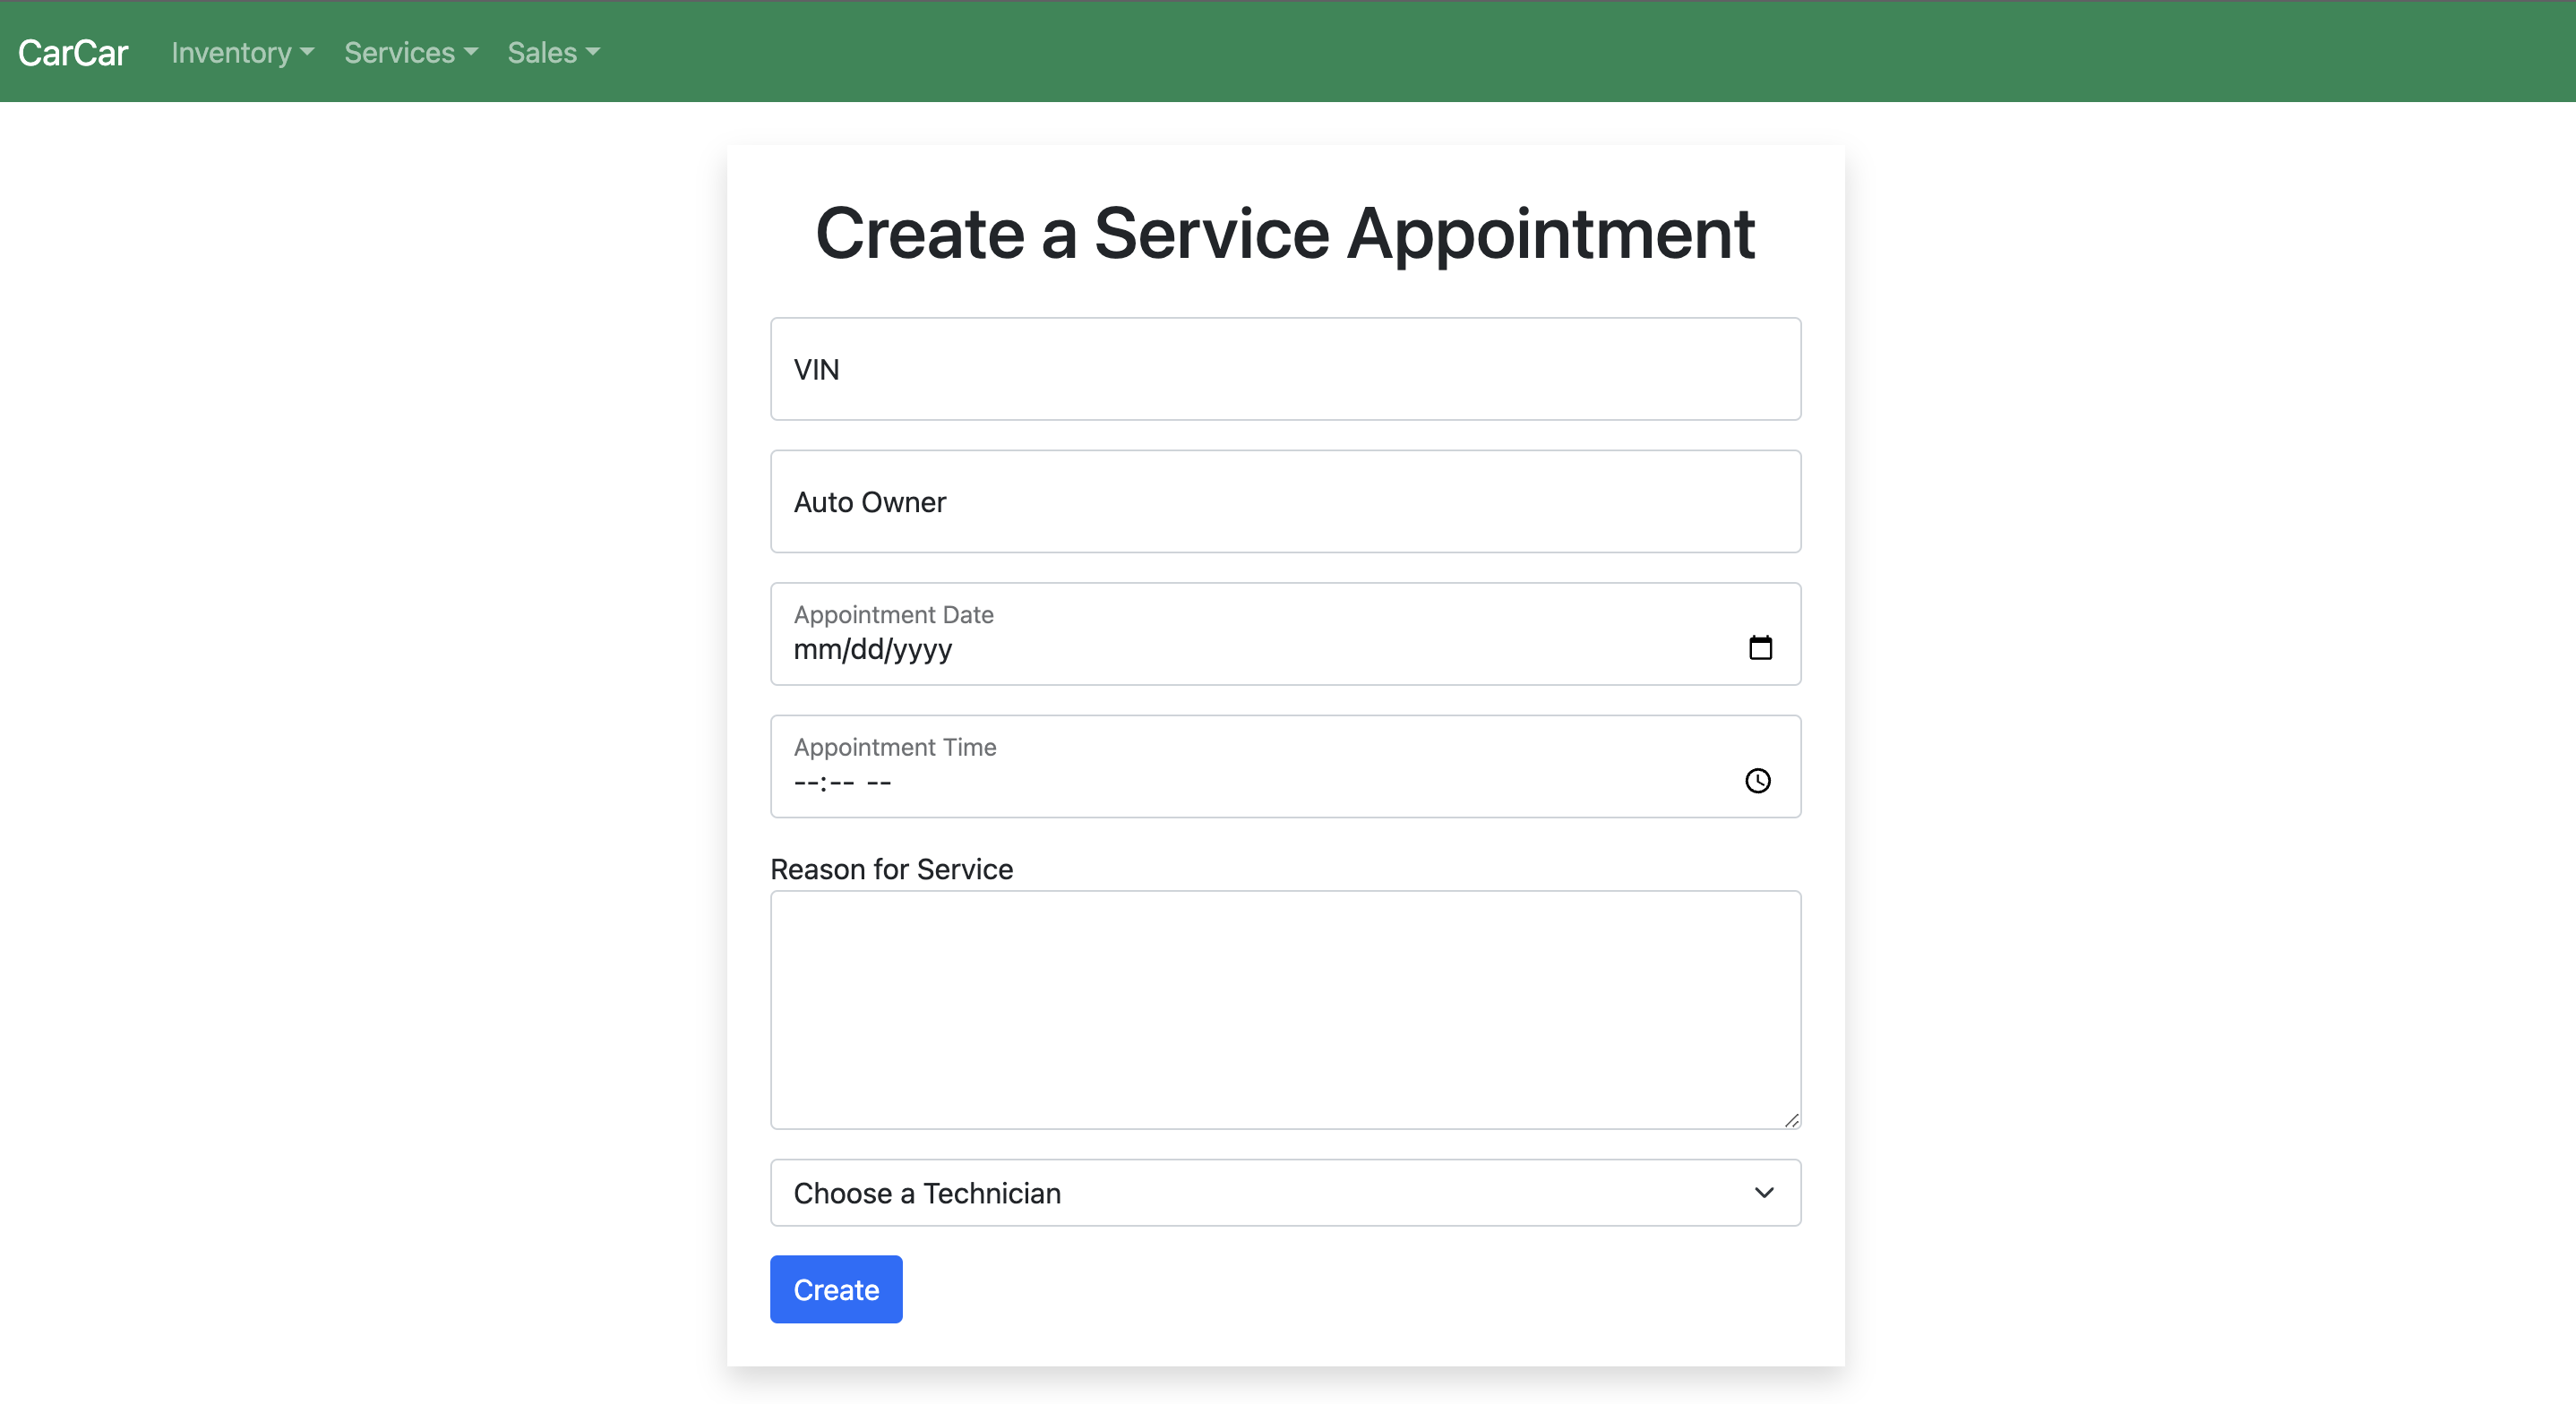 CarCar Inventory Services Sales
Create a Service Appointment
VIN
Auto Owner
Appointment Date
mm/dd/yyyy
Appointment Time
--:-- --
Reason for Service
Choose a Technician
Create